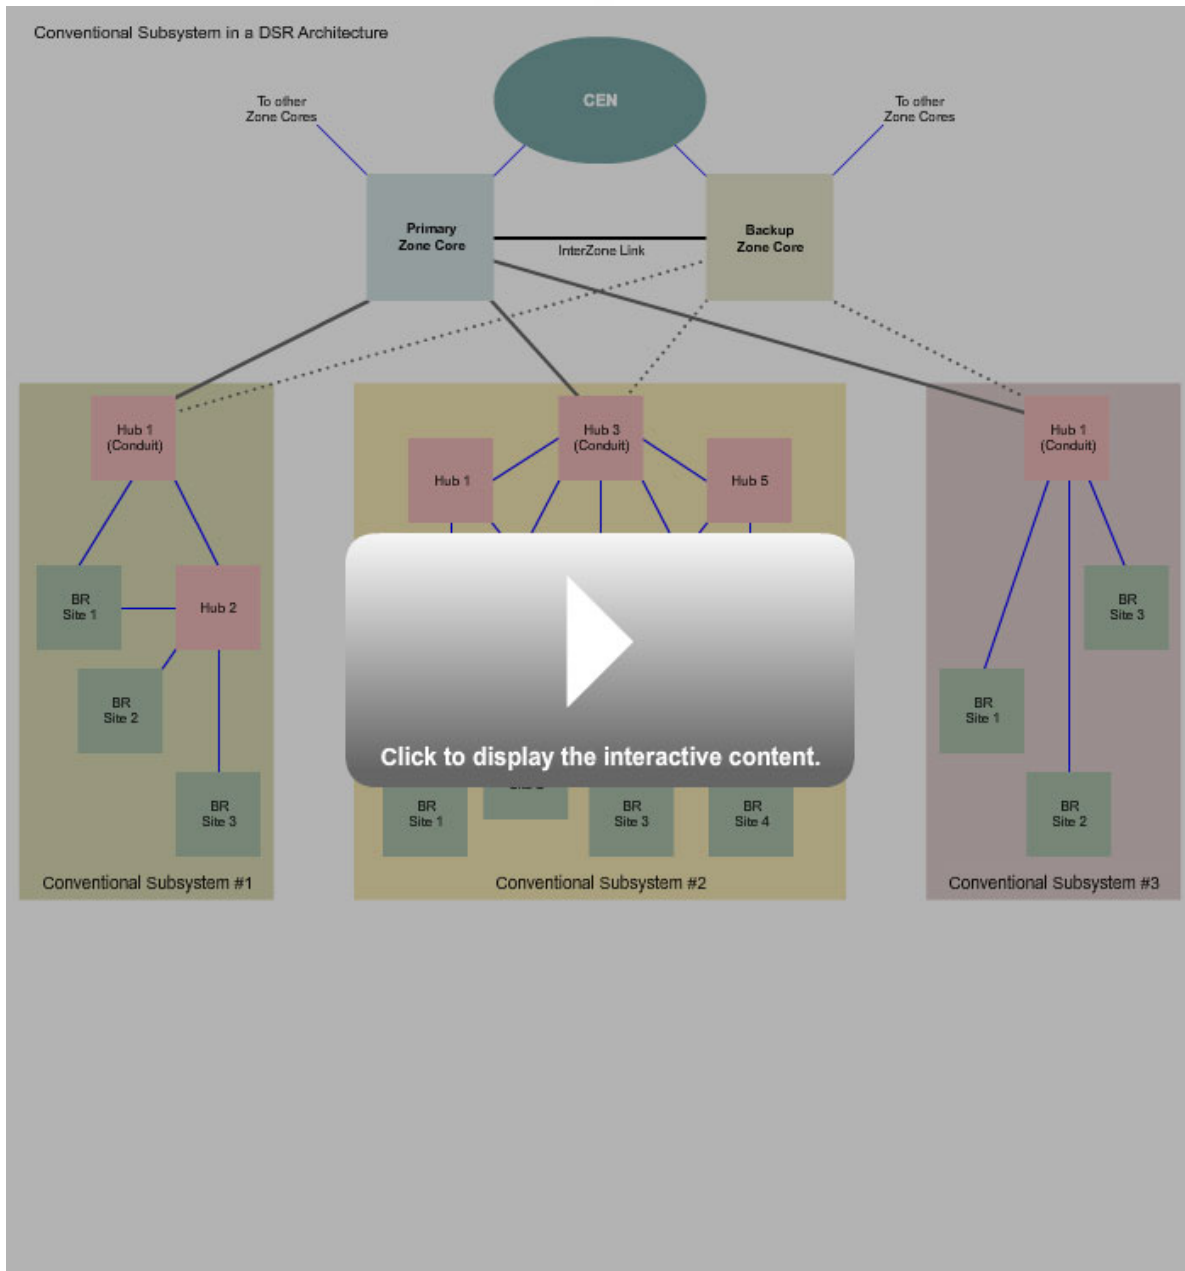 Conventional Subsystem in a DSR Architecture
CEN
To other
Zone Cores
To other
Zone Cores
Primary
Zone Core
Backup
Zone Core
InterZone Link
Hub 1
(Conduit)
BR
Site 1
Hub 2
BR
Site 2
BR
Site 3
Conventional Subsystem #1
Hub 3
(Conduit)
Hub 1
Hub 5
Click to display the interactive content.
BR
Site 1
BR
Site 3
BR
Site 4
Conventional Subsystem #2
Hub 1
(Conduit)
BR
Site 3
BR
Site 1
BR
Site 2
Conventional Subsystem #3